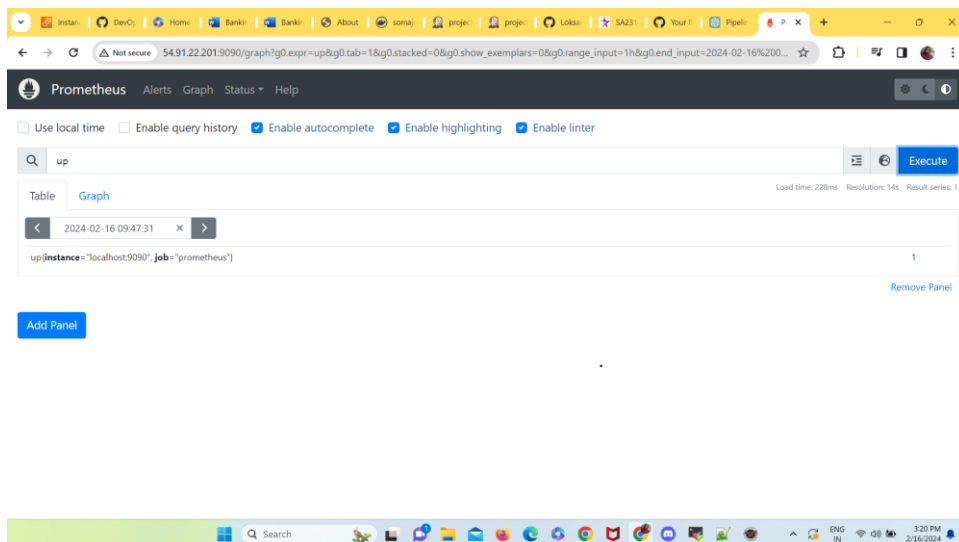 Instan
DevO
Home
Bankin
Bankin
About
somaj
projec
projec
Loksai
SA231
Your R
Pipelin
P
Not secure 54.91.22.201:9090/graph?g0.expr=up&g0.tab=1&g0.stacked=0&g0.show_exemplars=0&g0.range_input=1h&g0.end_input=2024-02-16%200...
Prometheus Alerts Graph Status Help
Use local time Enable query history Enable autocomplete Enable highlighting Enable linter
up Execute
Table Graph
Load time: 228ms Resolution: 14s Result series: 1
2024-02-16 09:47:31
up{instance="localhost:9090", job="prometheus"} 1
Remove Panel
Add Panel
Search
ENG
IN
3:20 PM
2/16/2024